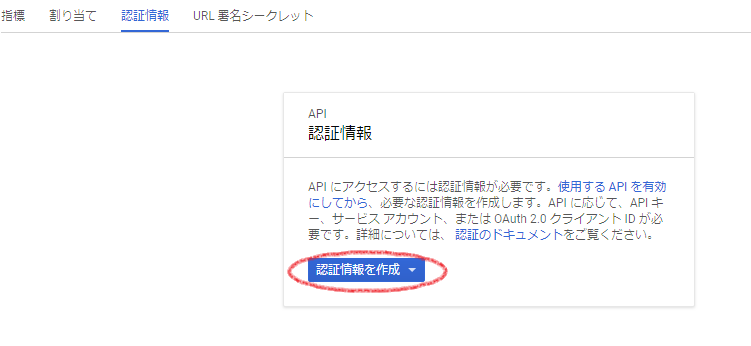 指標 割り当て 認証情報 URL 署名シークレット
API
認証情報
API にアクセスするには認証情報が必要です。使用する API を有効
にしてから、必要な認証情報を作成します。API に応じて、API キ
ー、サービス アカウント、または OAuth 2.0 クライアント ID が必
要です。詳細については、 認証のドキュメントをご覧ください。
認証情報を作成